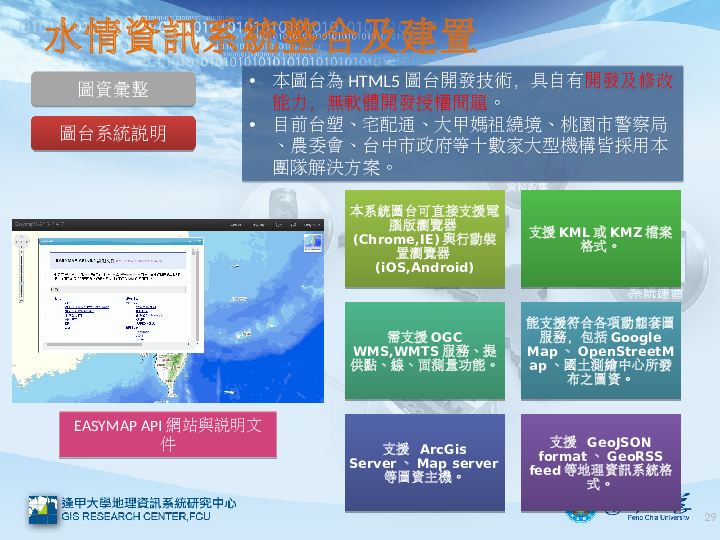 水情資訊系統整合及建置
圖資彙整
圖台系統說明
• 本圖台為 HTML5 圖台開發技術，具自有開發及修改
能力，無軟體開發授權問題。
• 目前台塑、宅配通、大甲媽祖繞境、桃園市警察局
、農委會、台中市政府等十數家大型機構皆採用本
團隊解決方案。
本系統圖台可直接支援電
腦版瀏覽器
(Chrome,IE) 與行動裝
置瀏覽器
(iOS,Android)
支援 KML 或 KMZ 檔案
格式。
系統建置
需支援 OGC
WMS,WMTS 服務、提
供點、線、面測量功能。
能支援符合各項動態套圖
服務，包括 Google
Map 、 OpenStreetM
ap 、國土測繪中心所發
布之圖資。
EASYMAP API 網站與說明文
件
支援 ArcGis
Server 、 Map server
等圖資主機。
支援 GeoJSON
format 、 GeoRSS
feed 等地理資訊系統格
式。
逢甲大學地理資訊系統研究中心
GIS RESEARCH CENTER,FCU
Feng Chia University
29